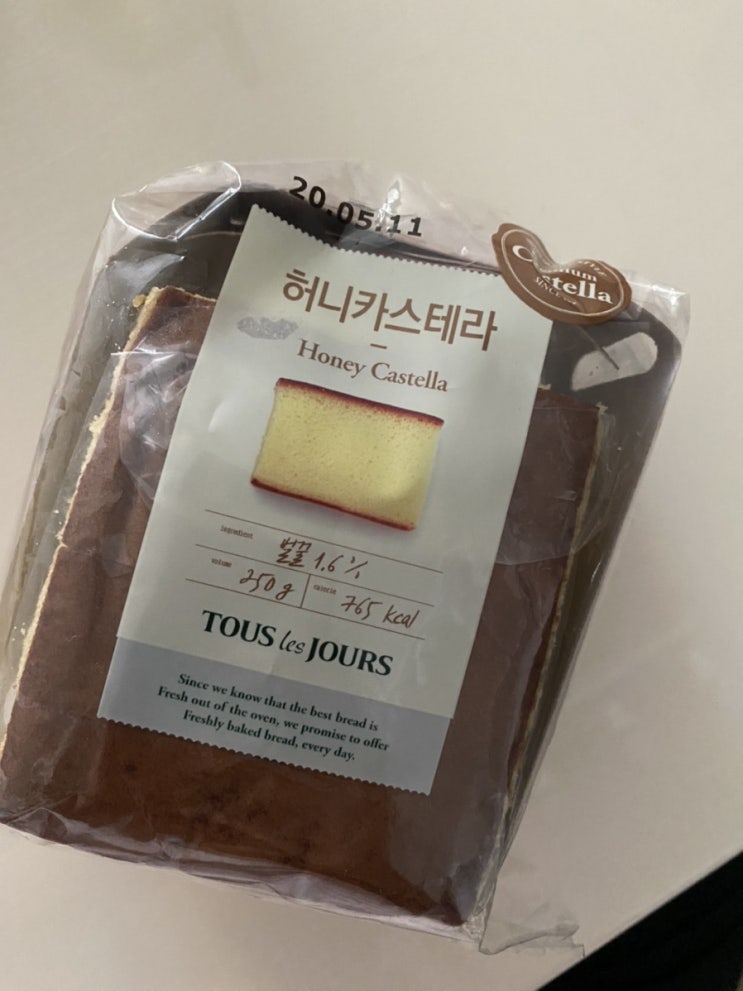 20.05.11
Castella
SINCE
허니카스테라
Honey Castella
ingredient 벌꿀 1.6%
volume 250g calorie 765 kcal
TOUS les JOURS
Since we know that the best bread is
Fresh out of the oven, we promise to offer
Freshly baked bread, every day.